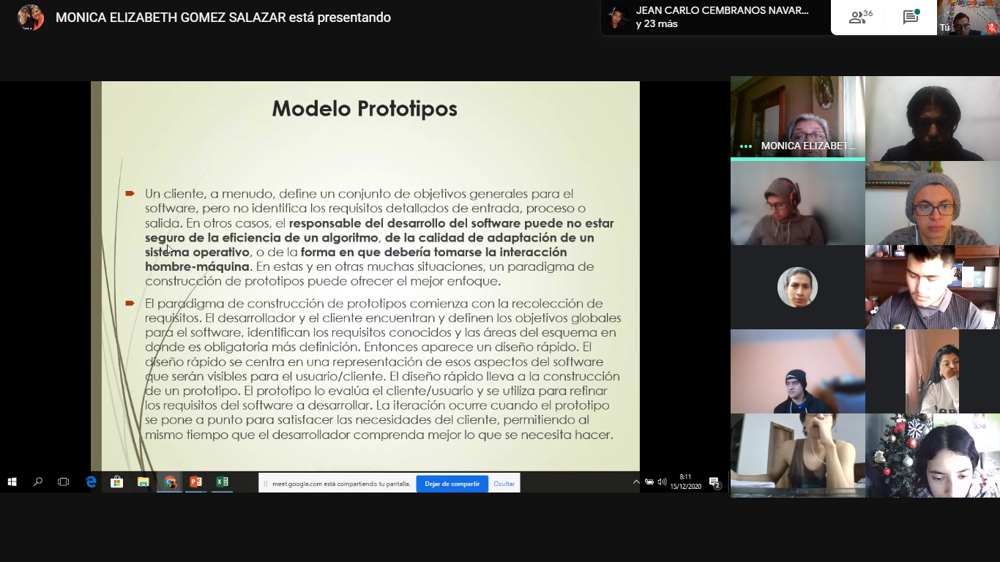 MONICA ELIZABETH GOMEZ SALAZAR está presentando
JEAN CARLO CEMBRANOS NAVAR...
y 23 más
36
Tú
Modelo Prototipos
Un cliente, a menudo, define un conjunto de objetivos generales para el
software, pero no identifica los requisitos detallados de entrada, proceso o
salida. En otros casos, el responsable del desarrollo del software puede no estar
seguro de la eficiencia de un algoritmo, de la calidad de adaptación de un
sistema operativo, o de la forma en que debería tomarse la interacción
hombre-máquina. En estas y en otras muchas situaciones, un paradigma de
construcción de prototipos puede ofrecer el mejor enfoque.
El paradigma de construcción de prototipos comienza con la recolección de
requisitos. El desarrollador y el cliente encuentran y definen los objetivos globales
para el software, identifican los requisitos conocidos y las áreas del esquema en
donde es obligatoria más definición. Entonces aparece un diseño rápido. El
diseño rápido se centra en una representación de esos aspectos del software
que serán visibles para el usuario/cliente. El diseño rápido lleva a la construcción
de un prototipo. El prototipo lo evalúa el cliente/usuario y se utiliza para refinar
los requisitos del software a desarrollar. La iteración ocurre cuando el prototipo
se pone a punto para satisfacer las necesidades del cliente, permitiendo al
mismo tiempo que el desarrollador comprenda mejor lo que se necesita hacer.
MONICA ELIZABET...
meet.google.com está compartiendo tu pantalla.
Dejar de compartir
Ocultar
8:11
15/12/2020
2